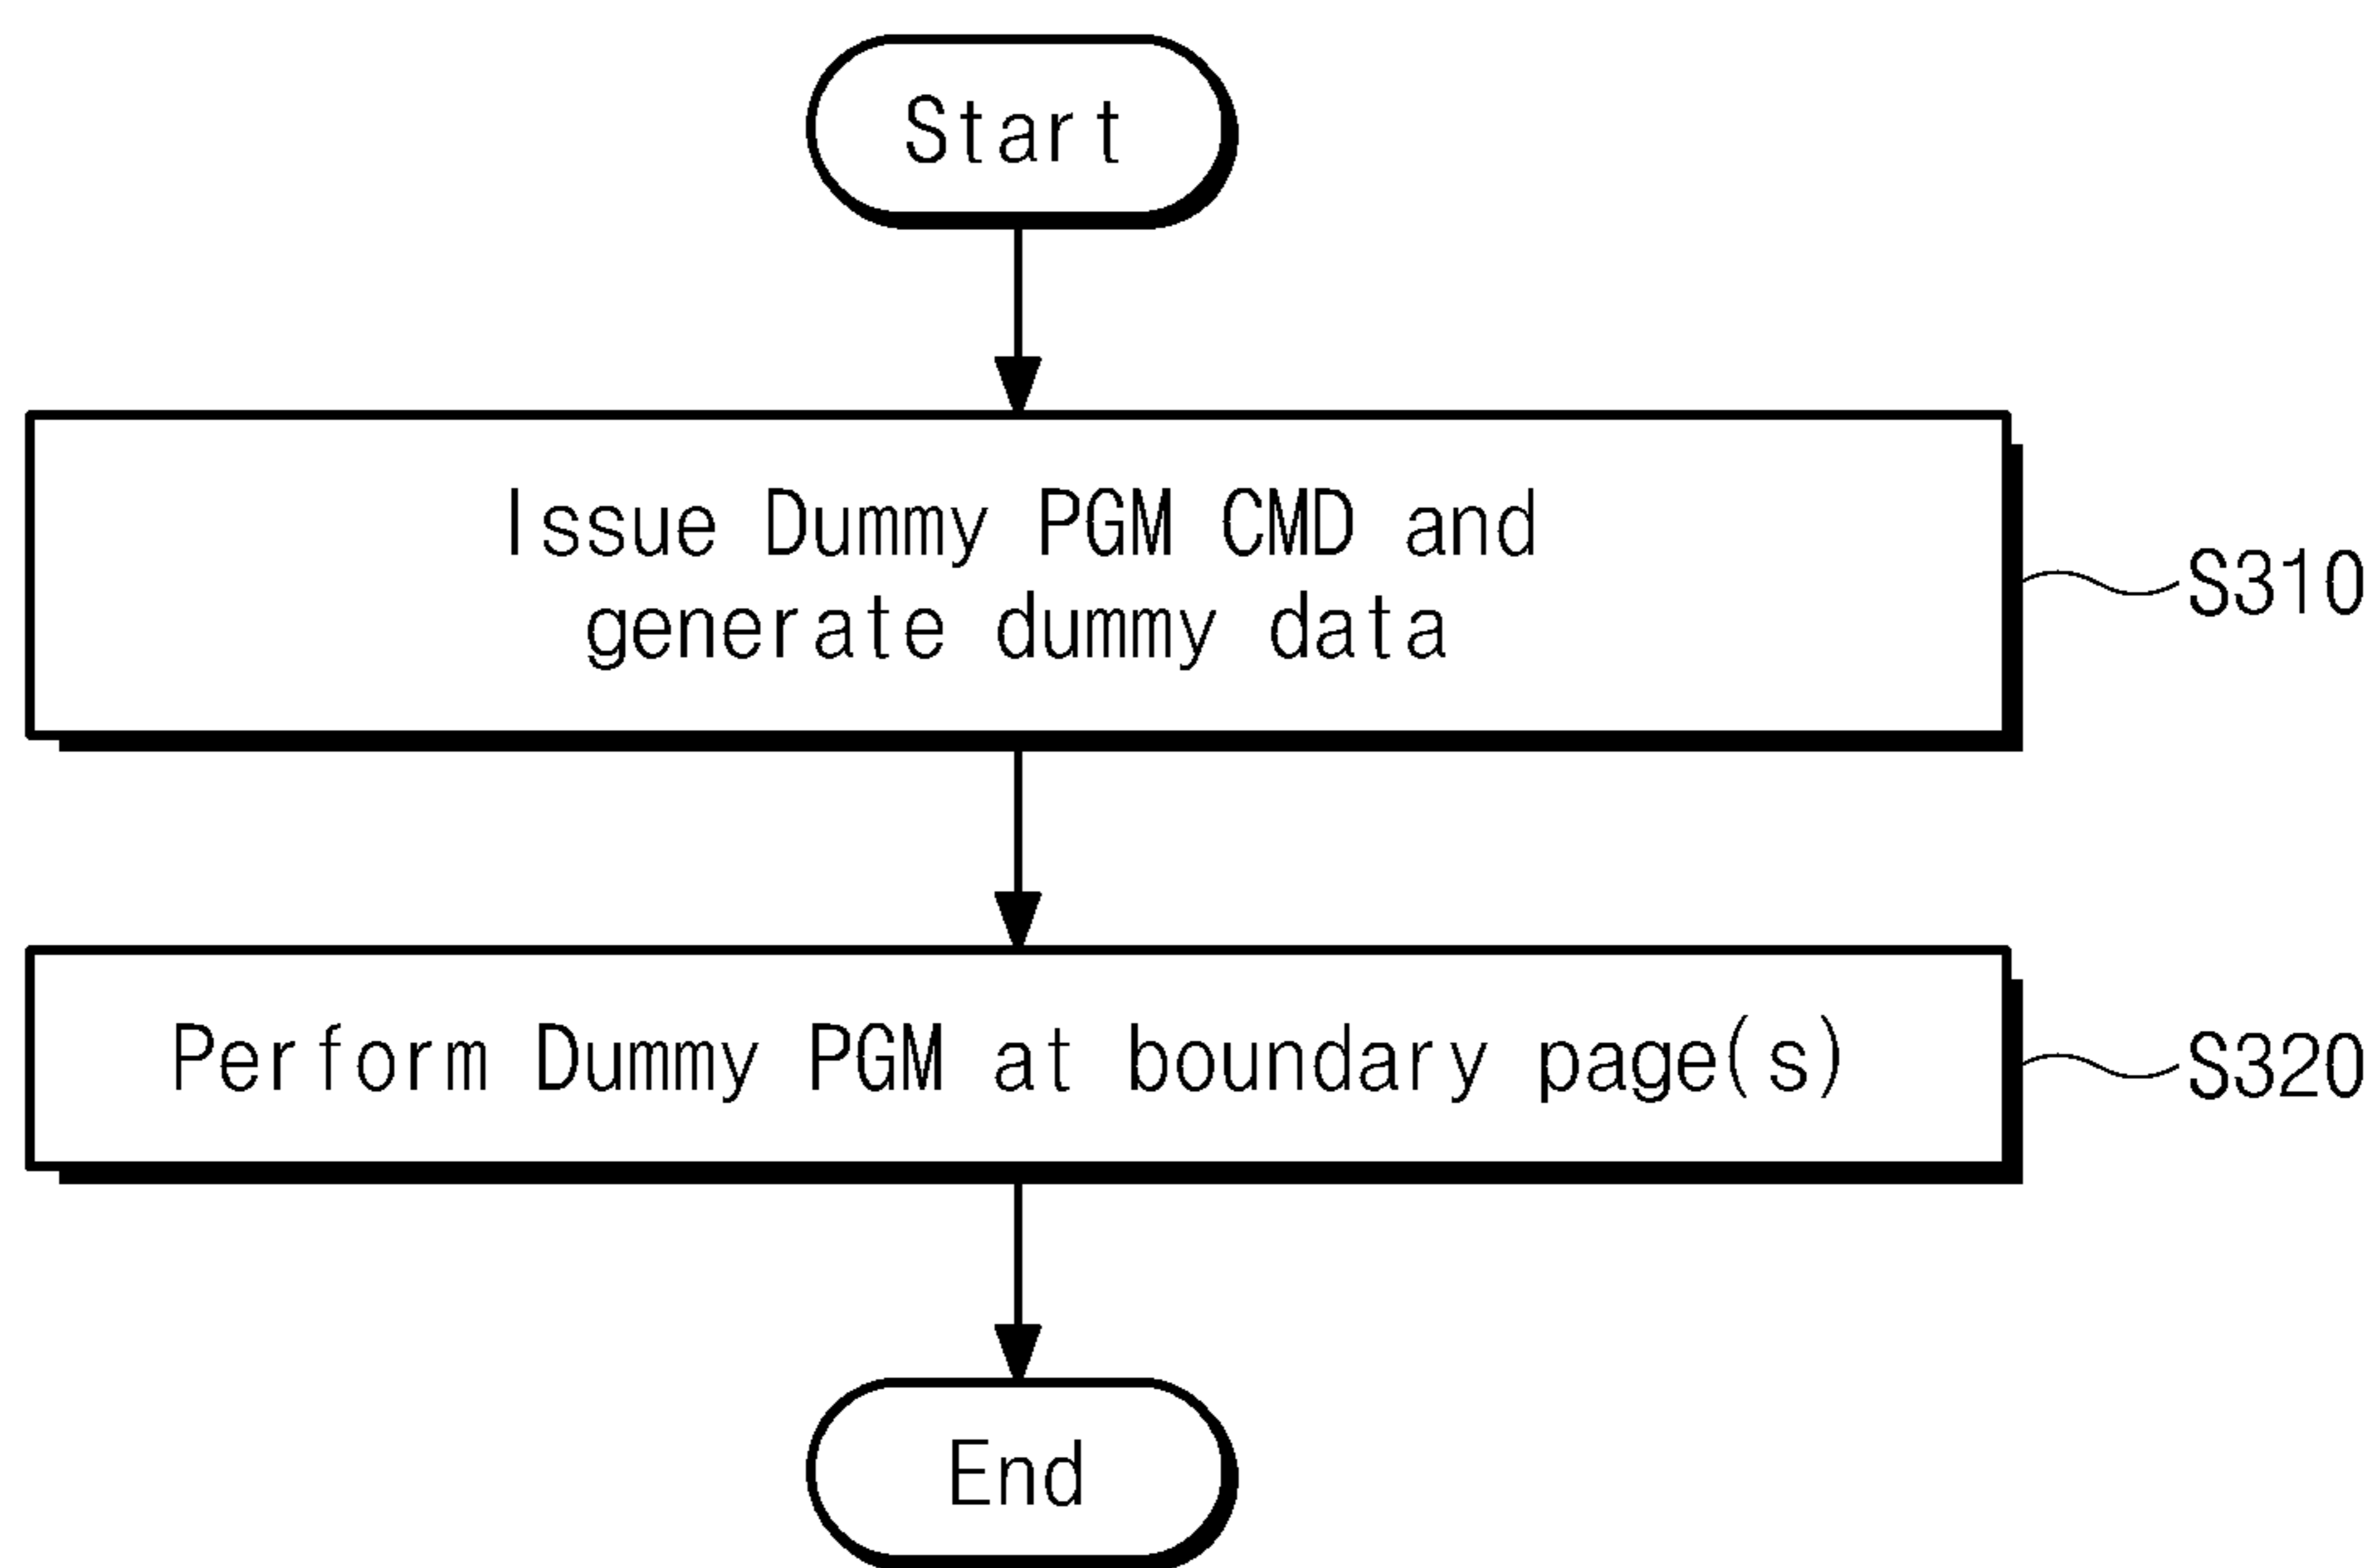 Start
Issue Dummy PGM CMD and
generate dummy data
S310
Perform Dummy PGM at boundary page(s)
S320
End